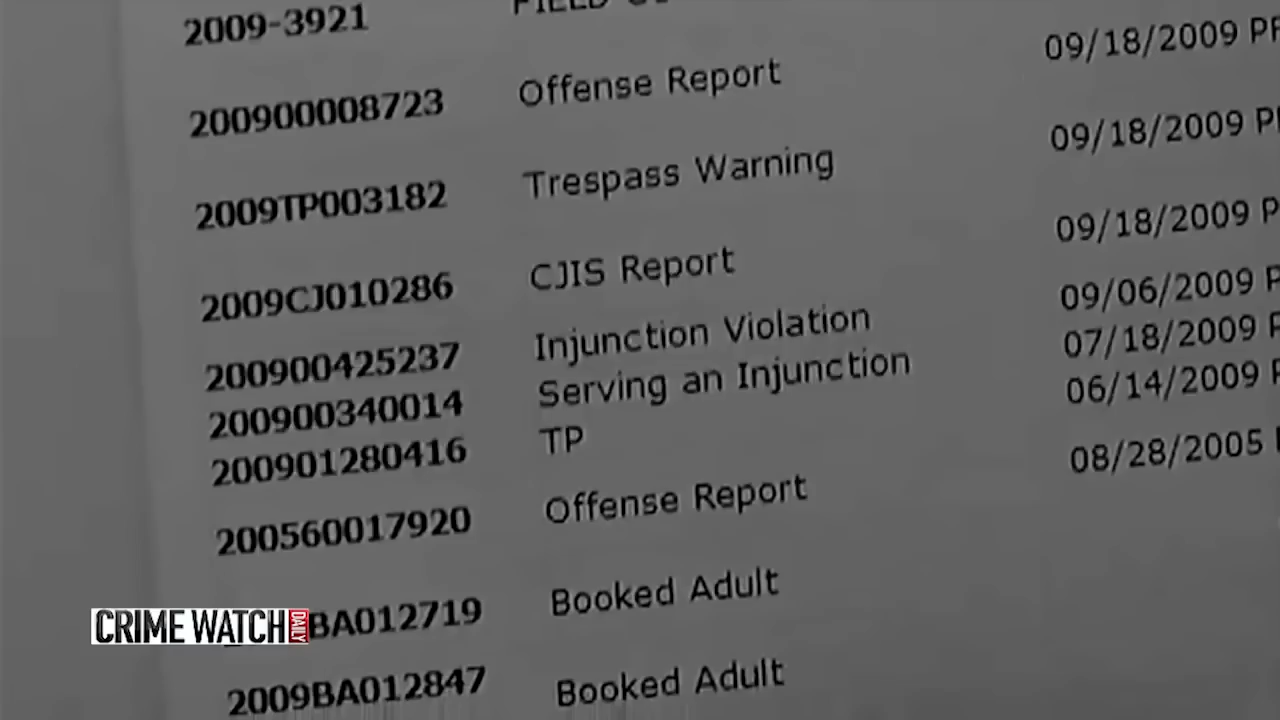 2009-3921
09/18/2009
200900008723 Offense Report 09/18/2009
2009TP003182 Trespass Warning 09/18/2009
2009CJ010286 CJIS Report 09/06/2009
200900425237 Injunction Violation 07/18/2009
200900340014 Serving an Injunction 06/14/2009
200901280416 TP 08/28/2005
200560017920 Offense Report
BA012719 Booked Adult
2009BA012847 Booked Adult
CRIME WATCH DAILY